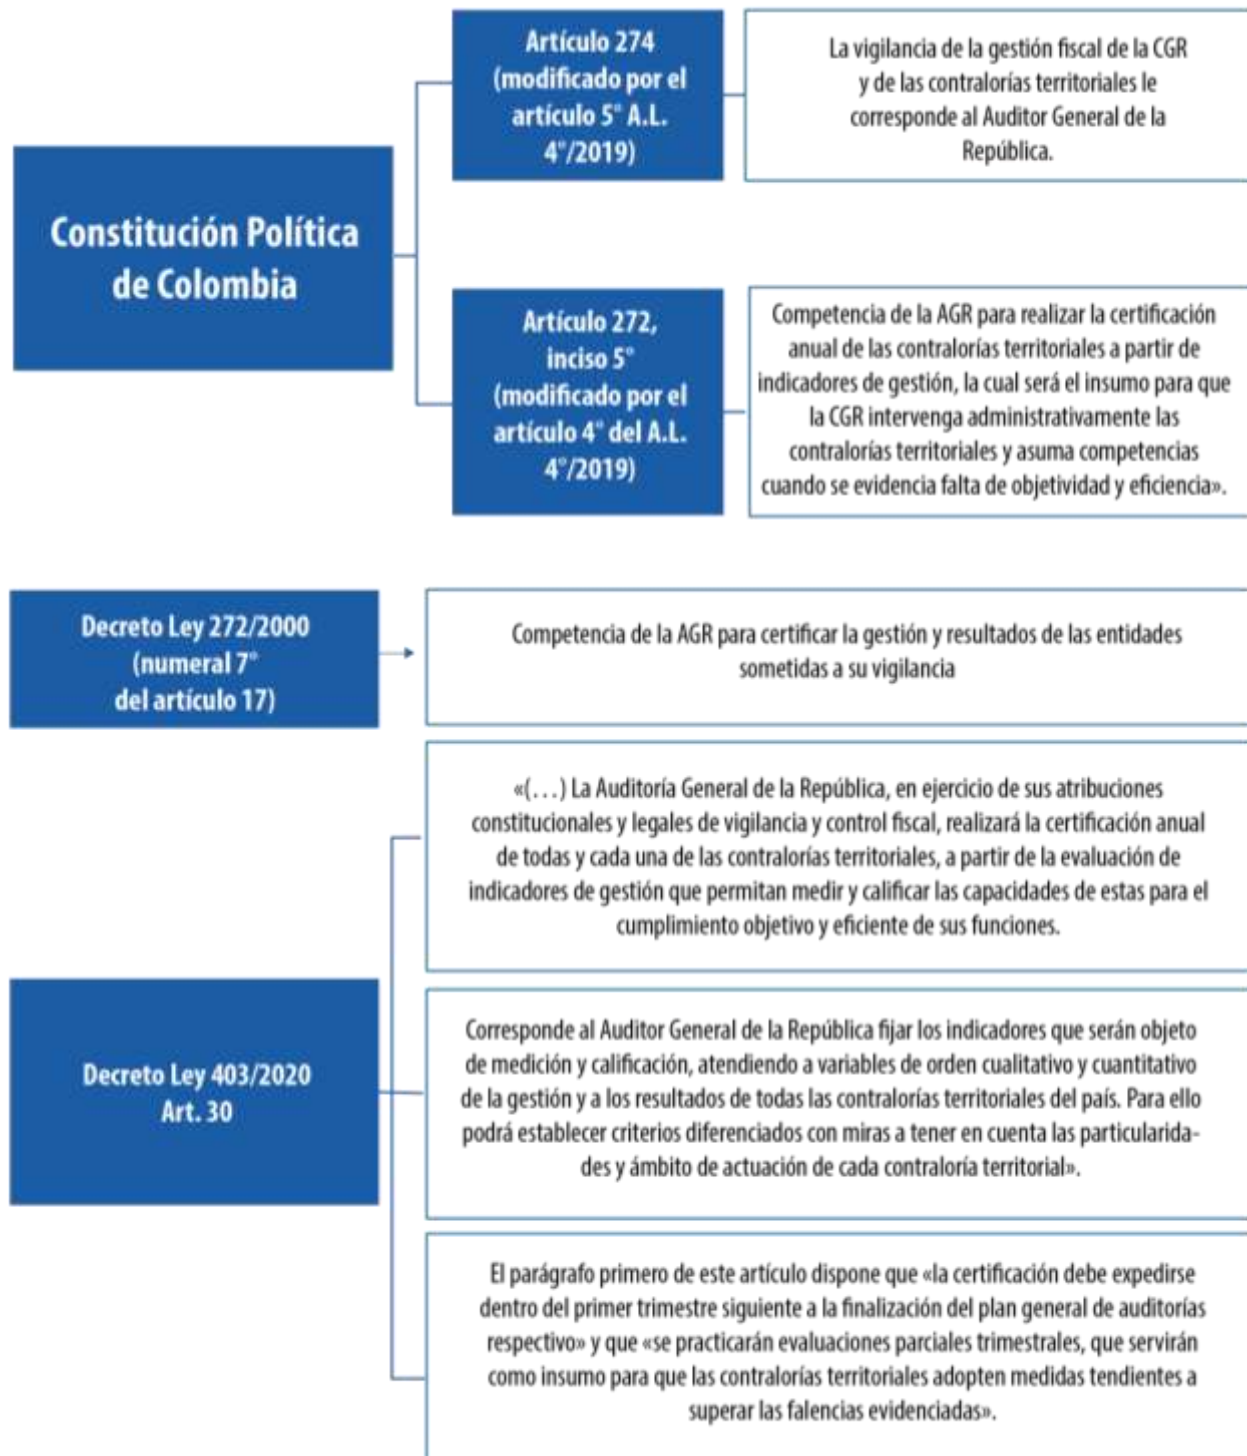 Constitución Política
de Colombia
Artículo 274
(modificado por el
artículo 5° A.L.
4°/2019)
La vigilancia de la gestión fiscal de la CGR
y de las contralorías territoriales le
corresponde al Auditor General de la
República.
Artículo 272,
inciso 5°
(modificado por el
artículo 4° del A.L.
4°/2019)
Competencia de la AGR para realizar la certificación
anual de las contralorías territoriales a partir de
indicadores de gestión, la cual será el insumo para que
la CGR intervenga administrativamente las
contralorías territoriales y asuma competencias
cuando se evidencia falta de objetividad y eficiencia».
Decreto Ley 272/2000
(numeral 7°
del artículo 17)
Competencia de la AGR para certificar la gestión y resultados de las entidades
sometidas a su vigilancia
Decreto Ley 403/2020
Art. 30
«(…) La Auditoría General de la República, en ejercicio de sus atribuciones
constitucionales y legales de vigilancia y control fiscal, realizará la certificación anual
de todas y cada una de las contralorías territoriales, a partir de la evaluación de
indicadores de gestión que permitan medir y calificar las capacidades de estas para el
cumplimiento objetivo y eficiente de sus funciones.
Corresponde al Auditor General de la República fijar los indicadores que serán objeto
de medición y calificación, atendiendo a variables de orden cualitativo y cuantitativo
de la gestión y a los resultados de todas las contralorías territoriales del país. Para ello
podrá establecer criterios diferenciados con miras a tener en cuenta las particularida-
des y ámbito de actuación de cada contraloría territorial».
El parágrafo primero de este artículo dispone que «la certificación debe expedirse
dentro del primer trimestre siguiente a la finalización del plan general de auditorías
respectivo» y que «se practicarán evaluaciones parciales trimestrales, que servirán
como insumo para que las contralorías territoriales adopten medidas tendientes a
superar las falencias evidenciadas».